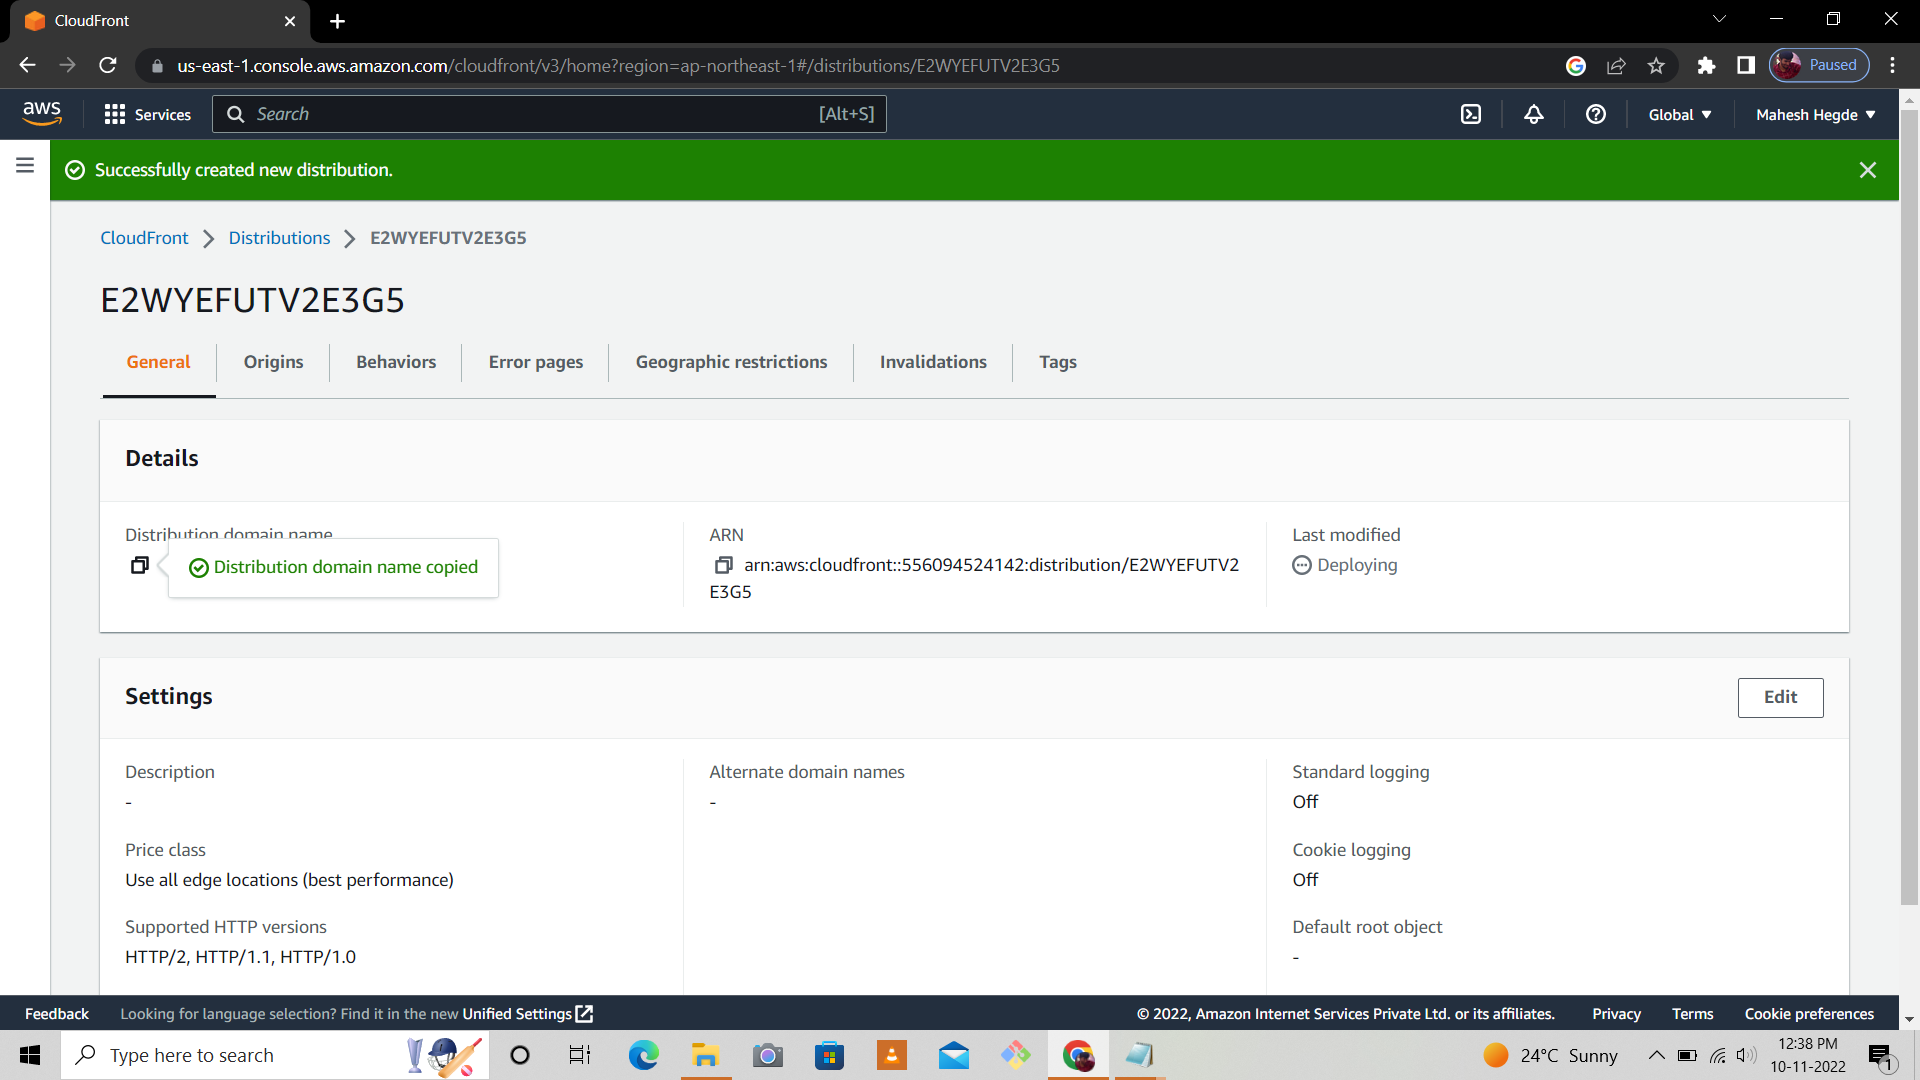 CloudFront
us-east-1.console.aws.amazon.com/cloudfront/v3/home?region=ap-northeast-1#/distributions/E2WYEFUTV2E3G5
Paused
aws
Services
Search
[Alt+S]
Global
Mahesh Hegde
Successfully created new distribution.
CloudFront
Distributions
E2WYEFUTV2E3G5
E2WYEFUTV2E3G5
General
Origins
Behaviors
Error pages
Geographic restrictions
Invalidations
Tags
Details
Distribution domain name
Distribution domain name copied
ARN
arn:aws:cloudfront::556094524142:distribution/E2WYEFUTV2
E3G5
Last modified
Deploying
Settings
Edit
Description
-
Price class
Use all edge locations (best performance)
Supported HTTP versions
HTTP/2, HTTP/1.1, HTTP/1.0
Alternate domain names
-
Standard logging
Off
Cookie logging
Off
Default root object
-
Feedback
Looking for language selection? Find it in the new Unified Settings
© 2022, Amazon Internet Services Private Ltd. or its affiliates.
Privacy
Terms
Cookie preferences
Type here to search
24°C Sunny
12:38 PM
10-11-2022
1